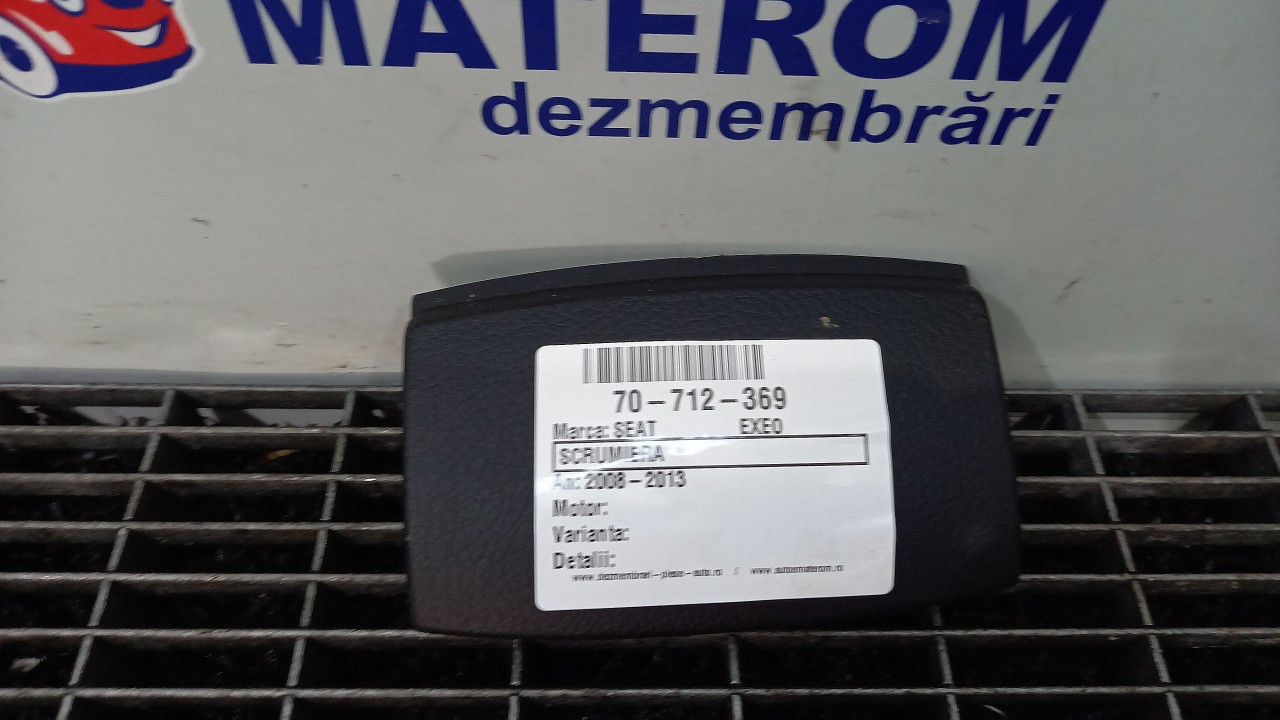 MATEROM
dezmembrări
70-712-369
Marca: SEAT EXEO
SCRUMIERA
An: 2008-2013
Motor:
Varianta:
Detalii:
www.dezmembrari-piese-auto.ro / www.automaterom.ro